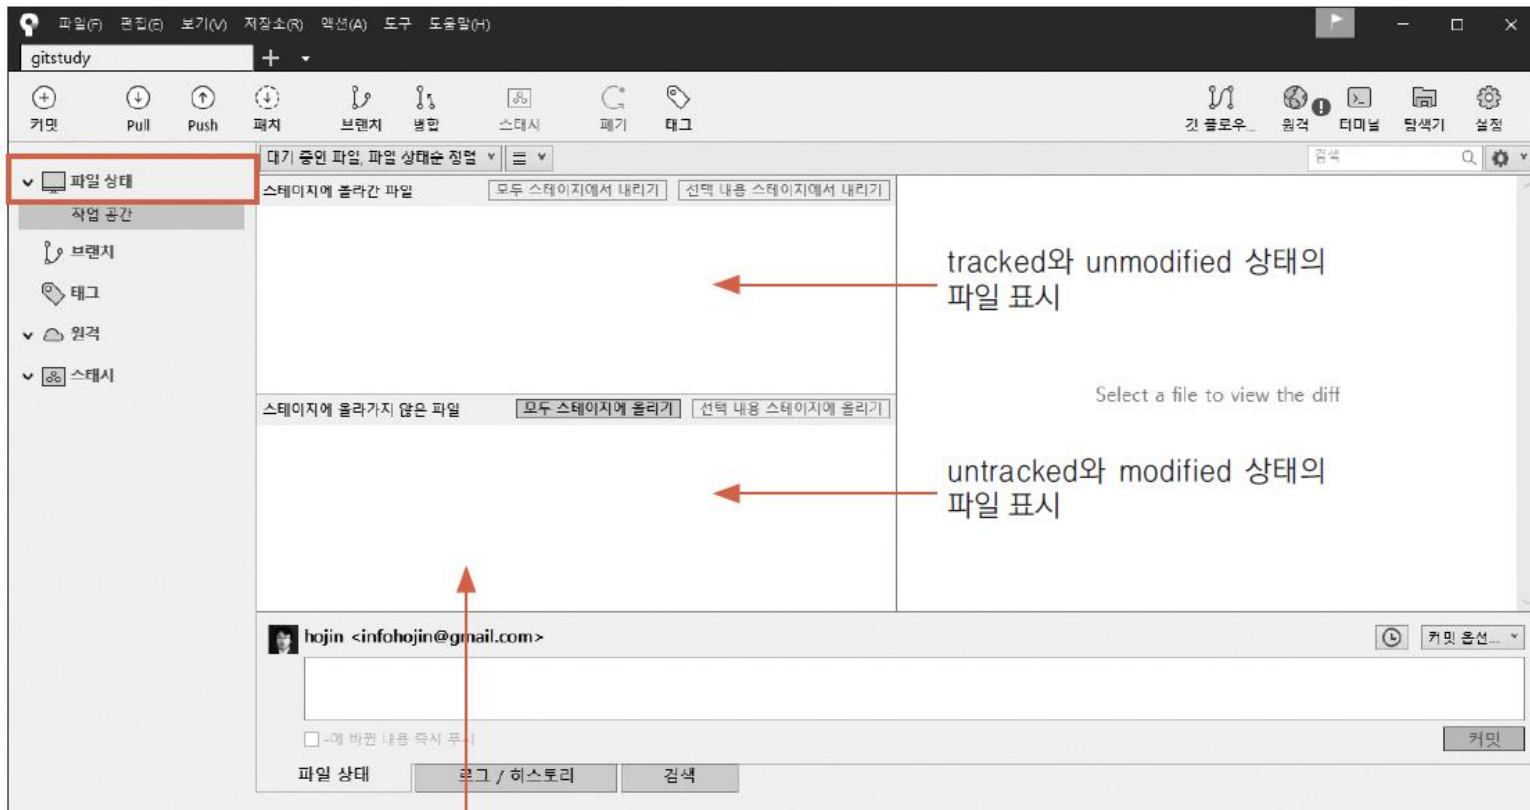 파일(F) 편집(E) 보기(V) 저장소(R) 액션(A) 도구 도움말(H)
gitstudy
커밋 Pull Push 패치 브랜치 병합 스태시 폐기 태그 깃 플로우... 원격 터미널 탐색기 설정
대기 중인 파일, 파일 상태순 정렬 검색
파일 상태
작업 공간
브랜치
태그
원격
스태시
스테이지에 올라간 파일 모두 스테이지에서 내리기 선택 내용 스테이지에서 내리기
tracked와 unmodified 상태의
파일 표시
Select a file to view the diff
스테이지에 올라가지 않은 파일 모두 스테이지에 올리기 선택 내용 스테이지에 올리기
untracked와 modified 상태의
파일 표시
hojin <infohojin@gmail.com> 커밋 옵션...
-에 바뀐 내용 즉시 푸시
커밋
파일 상태 로그 / 히스토리 검색